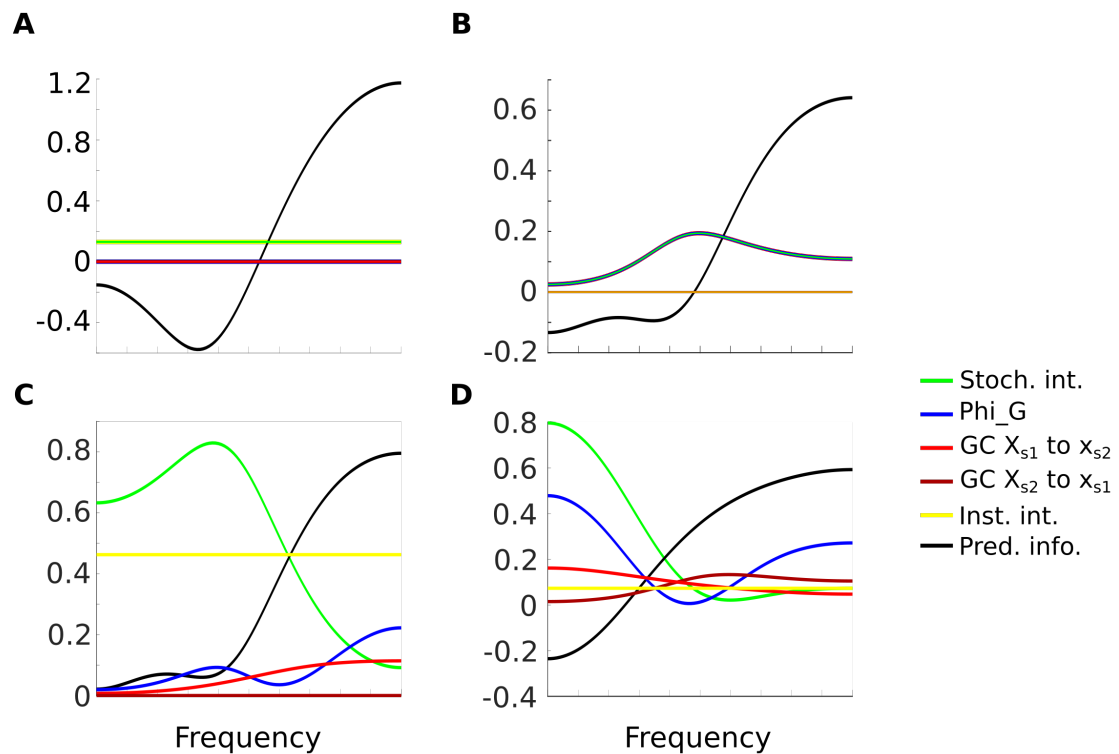 A
1.2
0.8
0.4
0
-0.4
B
0.6
0.4
0.2
0
-0.2
C
0.8
0.6
0.4
0.2
0
Frequency
D
0.8
0.6
0.4
0.2
0
-0.2
-0.4
Frequency
Stoch. int.
Phi_G
GC Xs1 to xs2
GC Xs2 to xs1
Inst. int.
Pred. info.